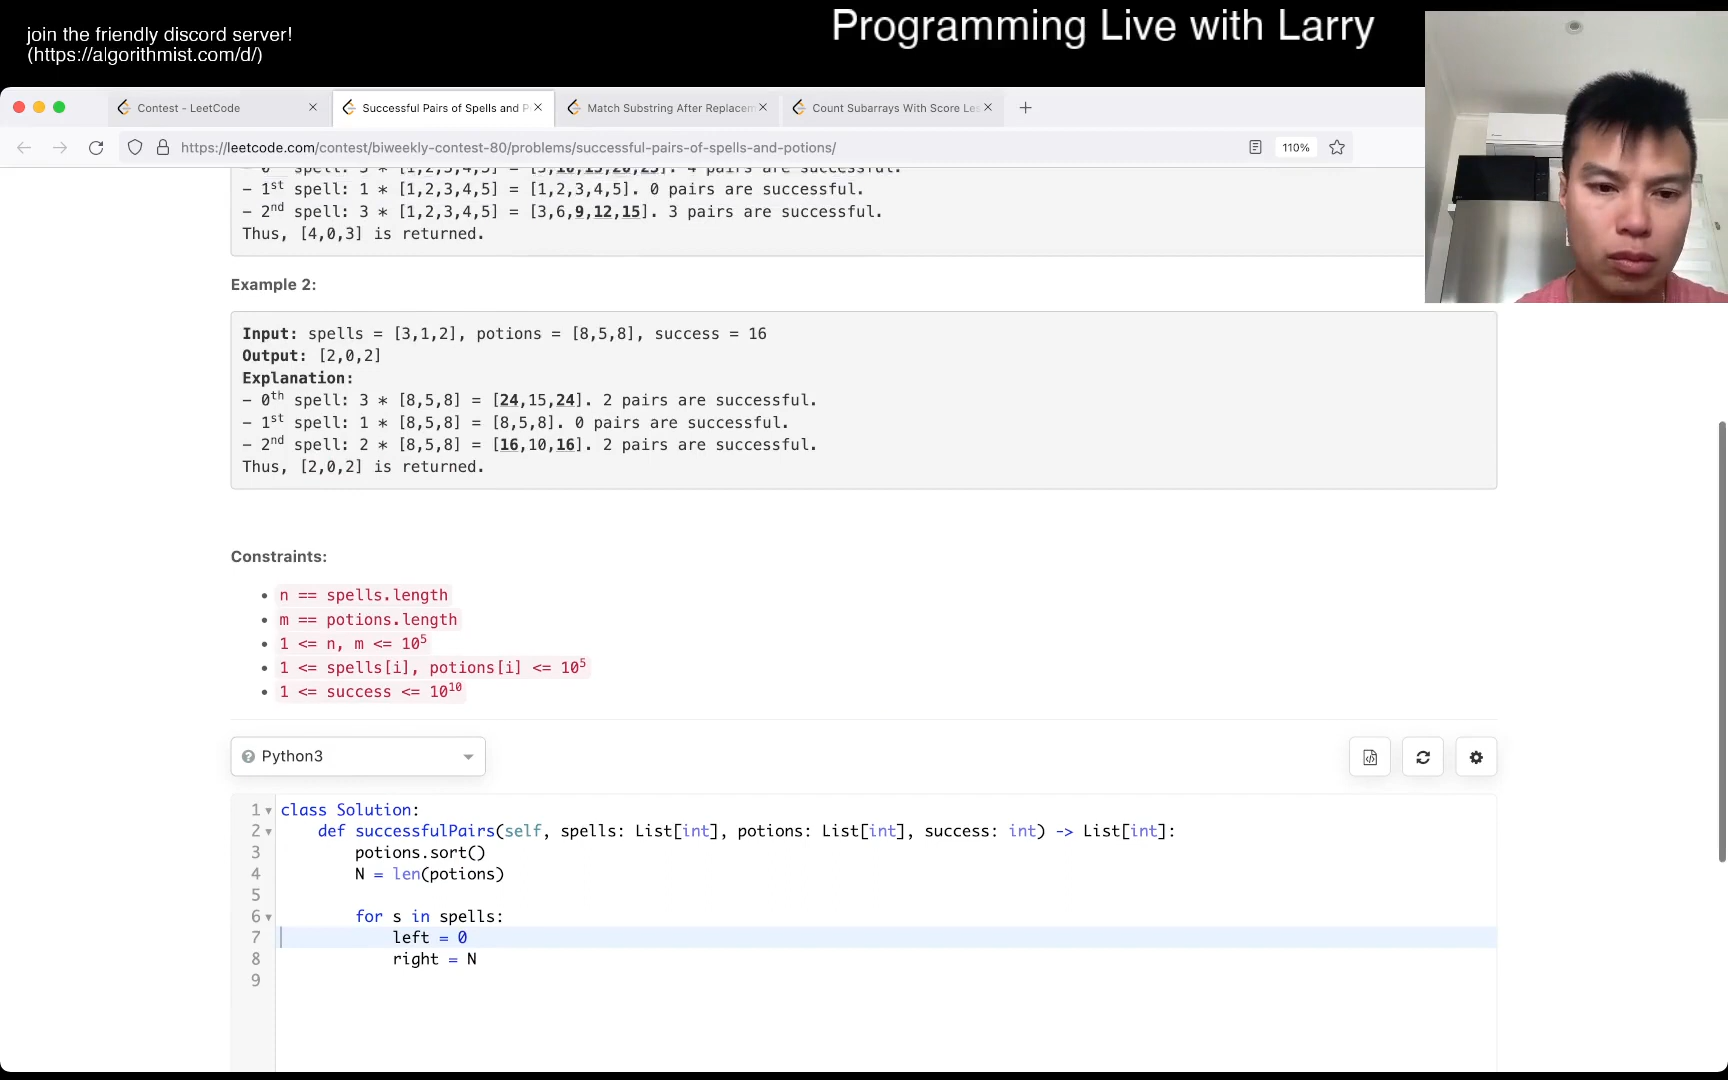 join the friendly discord server!
(https://algorithmist.com/d/)
Programming Live with Larry
Contest - LeetCode
Successful Pairs of Spells and P
Match Substring After Replacem
Count Subarrays With Score Les
https://leetcode.com/contest/biweekly-contest-80/problems/successful-pairs-of-spells-and-potions/
110%
- 1st spell: 1 * [1,2,3,4,5] = [1,2,3,4,5]. 0 pairs are successful.
- 2nd spell: 3 * [1,2,3,4,5] = [3,6,9,12,15]. 3 pairs are successful.
Thus, [4,0,3] is returned.
Example 2:
Input: spells = [3,1,2], potions = [8,5,8], success = 16
Output: [2,0,2]
Explanation:
- 0th spell: 3 * [8,5,8] = [24,15,24]. 2 pairs are successful.
- 1st spell: 1 * [8,5,8] = [8,5,8]. 0 pairs are successful.
- 2nd spell: 2 * [8,5,8] = [16,10,16]. 2 pairs are successful.
Thus, [2,0,2] is returned.
Constraints:
n == spells.length
m == potions.length
1 <= n, m <= 10^5
1 <= spells[i], potions[i] <= 10^5
1 <= success <= 10^10
Python3
1 class Solution:
2 def successfulPairs(self, spells: List[int], potions: List[int], success: int) -> List[int]:
3 potions.sort()
4 N = len(potions)
5
6 for s in spells:
7 left = 0
8 right = N
9